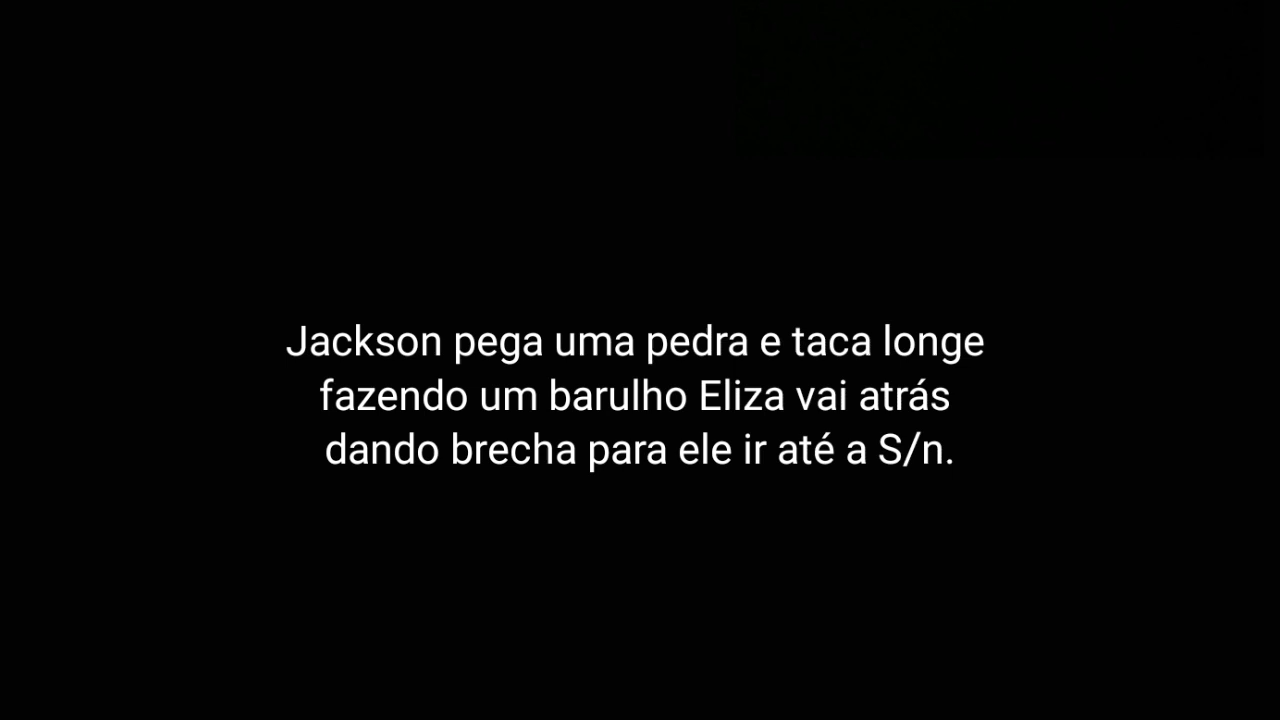 Jackson pega uma pedra e taca longe
fazendo um barulho Eliza vai atrás
dando brecha para ele ir até a S/n.